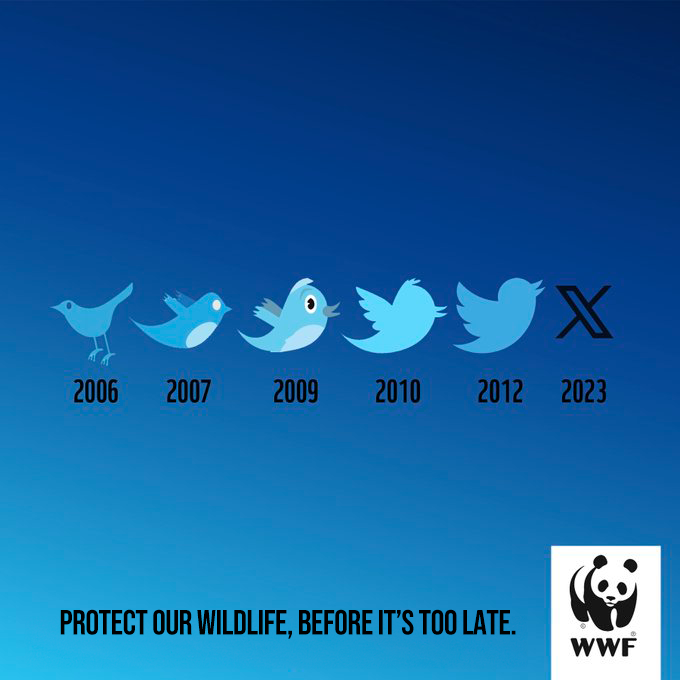 2006 2007 2009 2010 2012 2023
PROTECT OUR WILDLIFE, BEFORE IT'S TOO LATE.
© ®
WWF